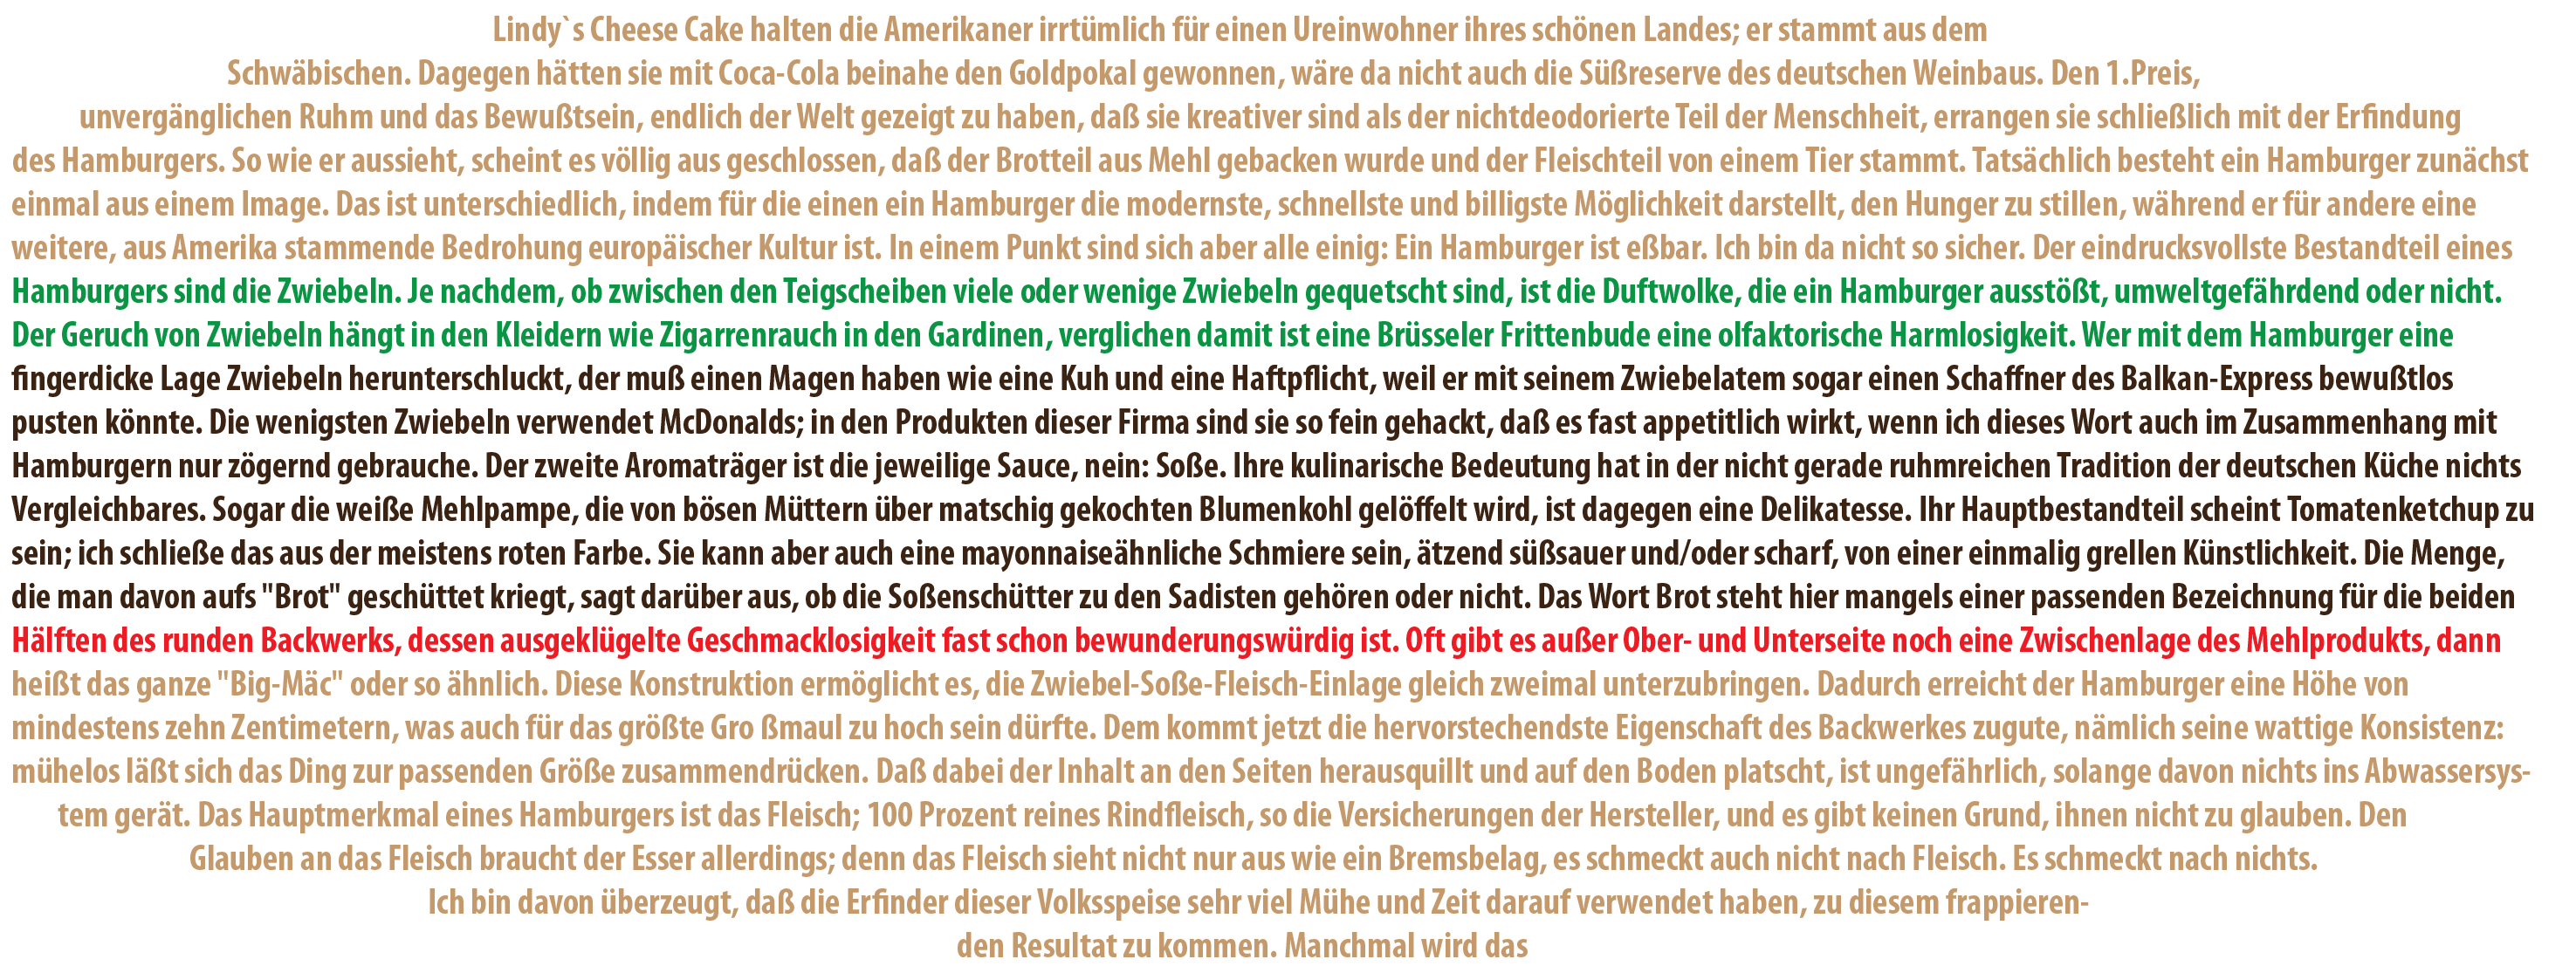 Lindy`s Cheese Cake halten die Amerikaner irrtümlich für einen Ureinwohner ihres schönen Landes; er stammt aus dem
Schwäbischen. Dagegen hätten sie mit Coca-Cola beinahe den Goldpokal gewonnen, wäre da nicht auch die Süßreserve des deutschen Weinbaus. Den 1.Preis,
unvergänglichen Ruhm und das Bewußtsein, endlich der Welt gezeigt zu haben, daß sie kreativer sind als der nichtdeodorierte Teil der Menschheit, errangen sie schließlich mit der Erfindung
des Hamburgers. So wie er aussieht, scheint es völlig aus geschlossen, daß der Brotteil aus Mehl gebacken wurde und der Fleischteil von einem Tier stammt. Tatsächlich besteht ein Hamburger zunächst
einmal aus einem Image. Das ist unterschiedlich, indem für die einen ein Hamburger die modernste, schnellste und billigste Möglichkeit darstellt, den Hunger zu stillen, während er für andere eine
weitere, aus Amerika stammende Bedrohung europäischer Kultur ist. In einem Punkt sind sich aber alle einig: Ein Hamburger ist eßbar. Ich bin da nicht so sicher. Der eindrucksvollste Bestandteil eines
Hamburgers sind die Zwiebeln. Je nachdem, ob zwischen den Teigscheiben viele oder wenige Zwiebeln gequetscht sind, ist die Duftwolke, die ein Hamburger ausstößt, umweltgefährdend oder nicht.
Der Geruch von Zwiebeln hängt in den Kleidern wie Zigarrenrauch in den Gardinen, verglichen damit ist eine Brüsseler Frittenbude eine olfaktorische Harmlosigkeit. Wer mit dem Hamburger eine
fingerdicke Lage Zwiebeln herunterschluckt, der muß einen Magen haben wie eine Kuh und eine Haftpflicht, weil er mit seinem Zwiebelatem sogar einen Schaffner des Balkan-Express bewußtlos
pusten könnte. Die wenigsten Zwiebeln verwendet McDonalds; in den Produkten dieser Firma sind sie so fein gehackt, daß es fast appetitlich wirkt, wenn ich dieses Wort auch im Zusammenhang mit
Hamburgern nur zögernd gebrauche. Der zweite Aromaträger ist die jeweilige Sauce, nein: Soße. Ihre kulinarische Bedeutung hat in der nicht gerade ruhmreichen Tradition der deutschen Küche nichts
Vergleichbares. Sogar die weiße Mehlpampe, die von bösen Müttern über matschig gekochten Blumenkohl gelöffelt wird, ist dagegen eine Delikatesse. Ihr Hauptbestandteil scheint Tomatenketchup zu
sein; ich schließe das aus der meistens roten Farbe. Sie kann aber auch eine mayonnaiseähnliche Schmiere sein, ätzend süßsauer und/oder scharf, von einer einmalig grellen Künstlichkeit. Die Menge,
die man davon aufs "Brot" geschüttet kriegt, sagt darüber aus, ob die Soßenschütter zu den Sadisten gehören oder nicht. Das Wort Brot steht hier mangels einer passenden Bezeichnung für die beiden
Hälften des runden Backwerks, dessen ausgeklügelte Geschmacklosigkeit fast schon bewunderungswürdig ist. Oft gibt es außer Ober- und Unterseite noch eine Zwischenlage des Mehlprodukts, dann
heißt das ganze "Big-Mäc" oder so ähnlich. Diese Konstruktion ermöglicht es, die Zwiebel-Soße-Fleisch-Einlage gleich zweimal unterzubringen. Dadurch erreicht der Hamburger eine Höhe von
mindestens zehn Zentimetern, was auch für das größte Gro ßmaul zu hoch sein dürfte. Dem kommt jetzt die hervorstechendste Eigenschaft des Backwerkes zugute, nämlich seine wattige Konsistenz:
mühelos läßt sich das Ding zur passenden Größe zusammendrücken. Daß dabei der Inhalt an den Seiten herausquillt und auf den Boden platscht, ist ungefährlich, solange davon nichts ins Abwassersys-
tem gerät. Das Hauptmerkmal eines Hamburgers ist das Fleisch; 100 Prozent reines Rindfleisch, so die Versicherungen der Hersteller, und es gibt keinen Grund, ihnen nicht zu glauben. Den
Glauben an das Fleisch braucht der Esser allerdings; denn das Fleisch sieht nicht nur aus wie ein Bremsbelag, es schmeckt auch nicht nach Fleisch. Es schmeckt nach nichts.
Ich bin davon überzeugt, daß die Erfinder dieser Volksspeise sehr viel Mühe und Zeit darauf verwendet haben, zu diesem frappieren-
den Resultat zu kommen. Manchmal wird das